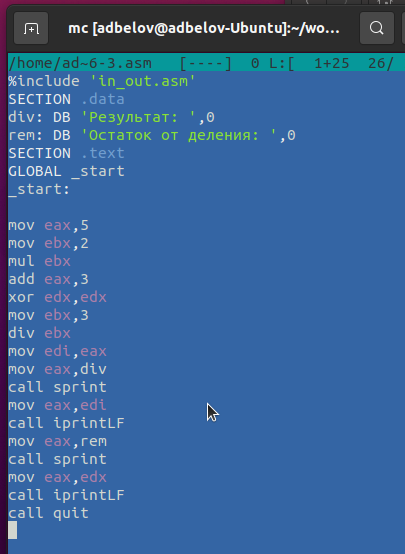 mc [adbelov@adbelov-Ubuntu]:~/wo...
/home/ad~6-3.asm [----] 0 L:[ 1+25 26/
%include 'in_out.asm'
SECTION .data
div: DB 'Результат: ',0
rem: DB 'Остаток от деления: ',0
SECTION .text
GLOBAL _start
_start:
mov eax,5
mov ebx,2
mul ebx
add eax,3
xor edx,edx
mov ebx,3
div ebx
mov edi,eax
mov eax,div
call sprint
mov eax,edi
call iprintLF
mov eax,rem
call sprint
mov eax,edx
call iprintLF
call quit